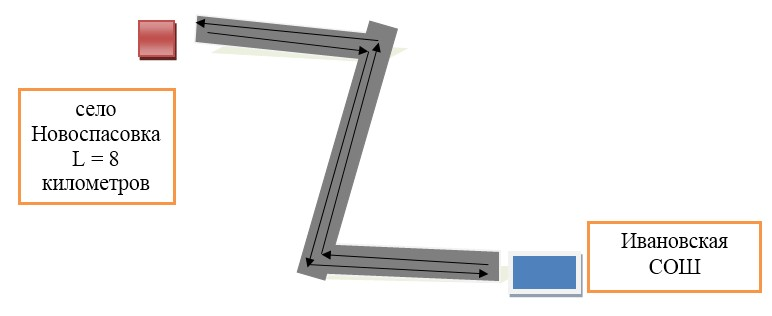 село
Новоспасовка
L = 8
километров
Ивановская
СОШ